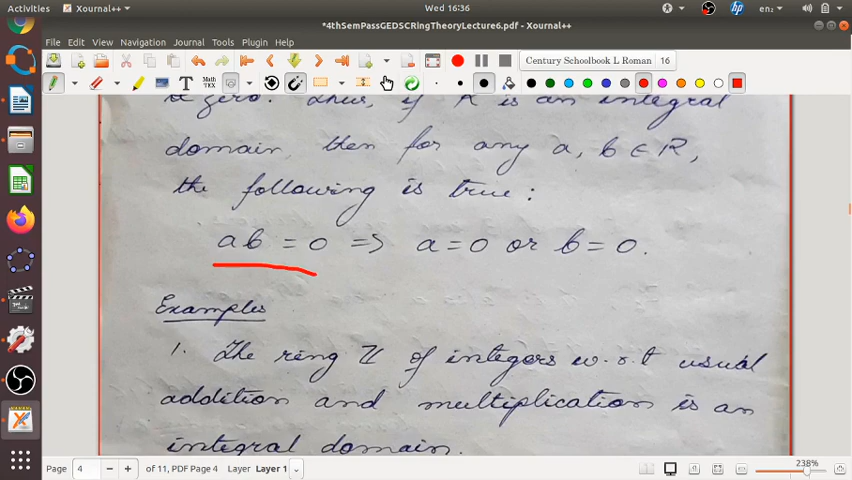 Activities
Xournal++
Wed 16:36
en₂
*4thSemPassGEDSCRingTheoryLecture6.pdf - Xournal++
File Edit View Navigation Journal Tools Plugin Help
Century Schoolbook L Roman 16
be zero. Thus, if R is an integral
domain, then for any a, b ∈ R,
the following is true:
ab = 0 => a = 0 or b = 0.
Examples
1. The ring ℤ of integers w.r.t usual
addition and multiplication is an
integral domain.
Page 4 of 11, PDF Page 4 Layer Layer 1
238%